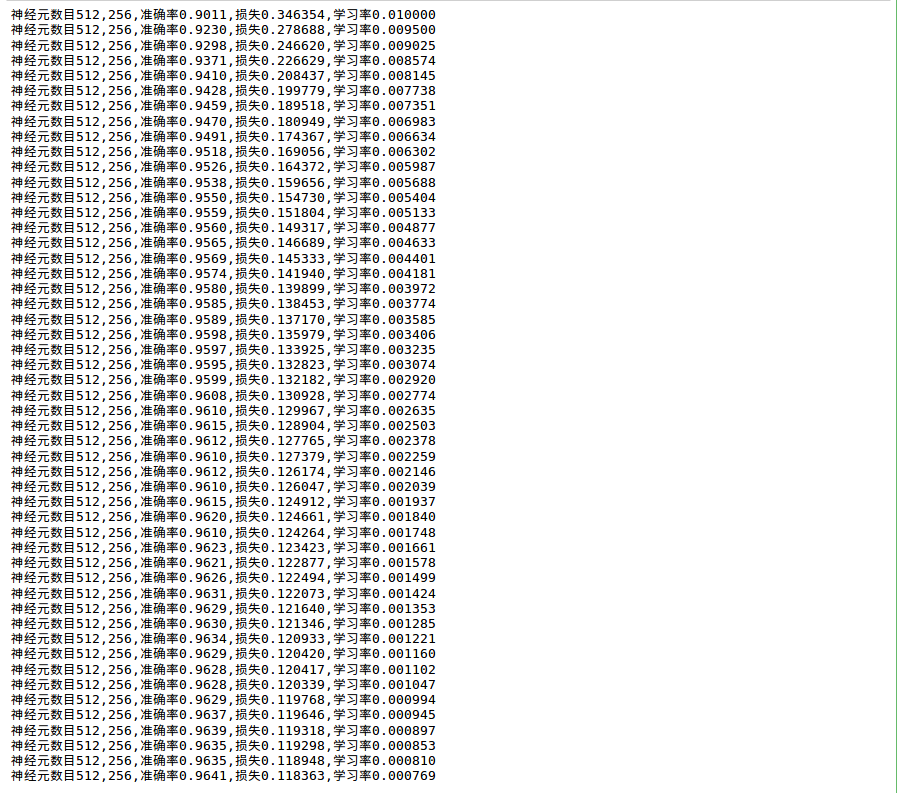 神经元数目512,256,准确率0.9011,损失0.346354,学习率0.010000
神经元数目512,256,准确率0.9230,损失0.278688,学习率0.009500
神经元数目512,256,准确率0.9298,损失0.246620,学习率0.009025
神经元数目512,256,准确率0.9371,损失0.226629,学习率0.008574
神经元数目512,256,准确率0.9410,损失0.208437,学习率0.008145
神经元数目512,256,准确率0.9428,损失0.199779,学习率0.007738
神经元数目512,256,准确率0.9459,损失0.189518,学习率0.007351
神经元数目512,256,准确率0.9470,损失0.180949,学习率0.006983
神经元数目512,256,准确率0.9491,损失0.174367,学习率0.006634
神经元数目512,256,准确率0.9518,损失0.169056,学习率0.006302
神经元数目512,256,准确率0.9526,损失0.164372,学习率0.005987
神经元数目512,256,准确率0.9538,损失0.159656,学习率0.005688
神经元数目512,256,准确率0.9550,损失0.154730,学习率0.005404
神经元数目512,256,准确率0.9559,损失0.151804,学习率0.005133
神经元数目512,256,准确率0.9560,损失0.149317,学习率0.004877
神经元数目512,256,准确率0.9565,损失0.146689,学习率0.004633
神经元数目512,256,准确率0.9569,损失0.145333,学习率0.004401
神经元数目512,256,准确率0.9574,损失0.141940,学习率0.004181
神经元数目512,256,准确率0.9580,损失0.139899,学习率0.003972
神经元数目512,256,准确率0.9585,损失0.138453,学习率0.003774
神经元数目512,256,准确率0.9589,损失0.137170,学习率0.003585
神经元数目512,256,准确率0.9598,损失0.135979,学习率0.003406
神经元数目512,256,准确率0.9597,损失0.133925,学习率0.003235
神经元数目512,256,准确率0.9595,损失0.132823,学习率0.003074
神经元数目512,256,准确率0.9599,损失0.132182,学习率0.002920
神经元数目512,256,准确率0.9608,损失0.130928,学习率0.002774
神经元数目512,256,准确率0.9610,损失0.129967,学习率0.002635
神经元数目512,256,准确率0.9615,损失0.128904,学习率0.002503
神经元数目512,256,准确率0.9612,损失0.127765,学习率0.002378
神经元数目512,256,准确率0.9610,损失0.127379,学习率0.002259
神经元数目512,256,准确率0.9612,损失0.126174,学习率0.002146
神经元数目512,256,准确率0.9610,损失0.126047,学习率0.002039
神经元数目512,256,准确率0.9615,损失0.124912,学习率0.001937
神经元数目512,256,准确率0.9620,损失0.124661,学习率0.001840
神经元数目512,256,准确率0.9610,损失0.124264,学习率0.001748
神经元数目512,256,准确率0.9623,损失0.123423,学习率0.001661
神经元数目512,256,准确率0.9621,损失0.122877,学习率0.001578
神经元数目512,256,准确率0.9626,损失0.122494,学习率0.001499
神经元数目512,256,准确率0.9631,损失0.122073,学习率0.001424
神经元数目512,256,准确率0.9629,损失0.121640,学习率0.001353
神经元数目512,256,准确率0.9630,损失0.121346,学习率0.001285
神经元数目512,256,准确率0.9634,损失0.120933,学习率0.001221
神经元数目512,256,准确率0.9629,损失0.120420,学习率0.001160
神经元数目512,256,准确率0.9628,损失0.120417,学习率0.001102
神经元数目512,256,准确率0.9628,损失0.120339,学习率0.001047
神经元数目512,256,准确率0.9629,损失0.119768,学习率0.000994
神经元数目512,256,准确率0.9637,损失0.119646,学习率0.000945
神经元数目512,256,准确率0.9639,损失0.119318,学习率0.000897
神经元数目512,256,准确率0.9635,损失0.119298,学习率0.000853
神经元数目512,256,准确率0.9635,损失0.118948,学习率0.000810
神经元数目512,256,准确率0.9641,损失0.118363,学习率0.000769